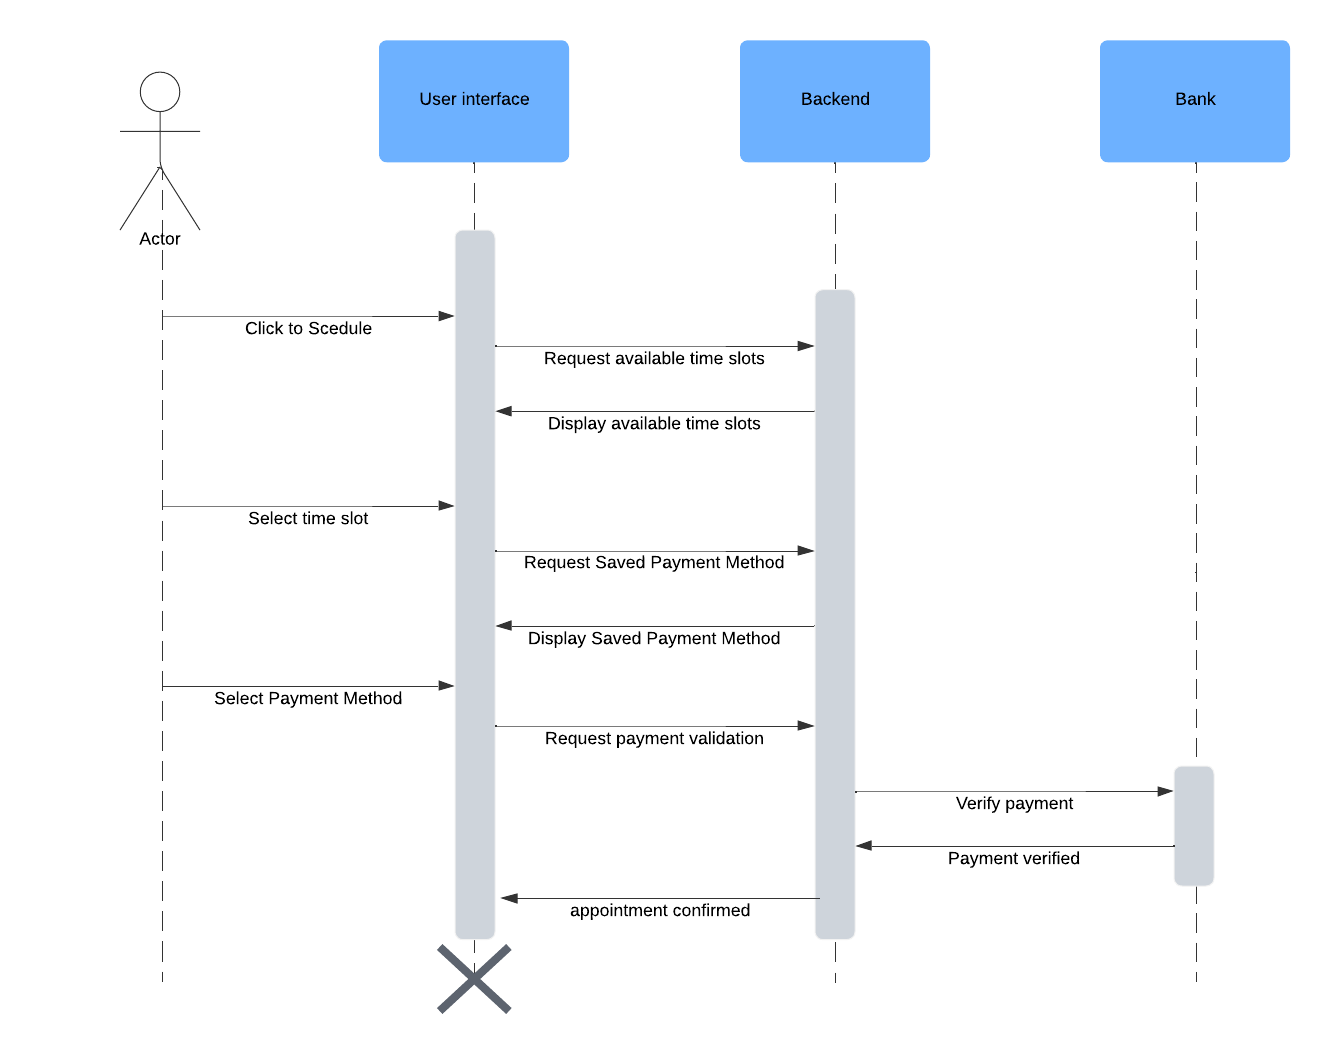 User interface
Backend
Bank
Actor
Click to Scedule
Request available time slots
Display available time slots
Select time slot
Request Saved Payment Method
Display Saved Payment Method
Select Payment Method
Request payment validation
Verify payment
Payment verified
appointment confirmed